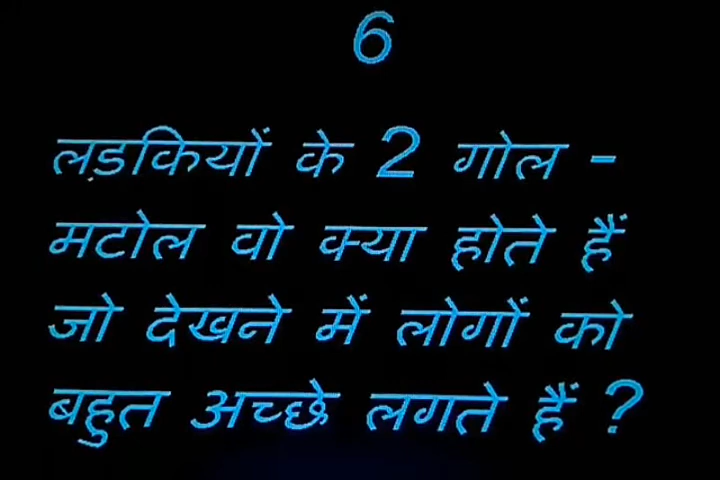 6
लड़कियों के 2 गोल -
मटोल वो क्या होते हैं
जो देखने में लोगों को
बहुत अच्छे लगते हैं ?